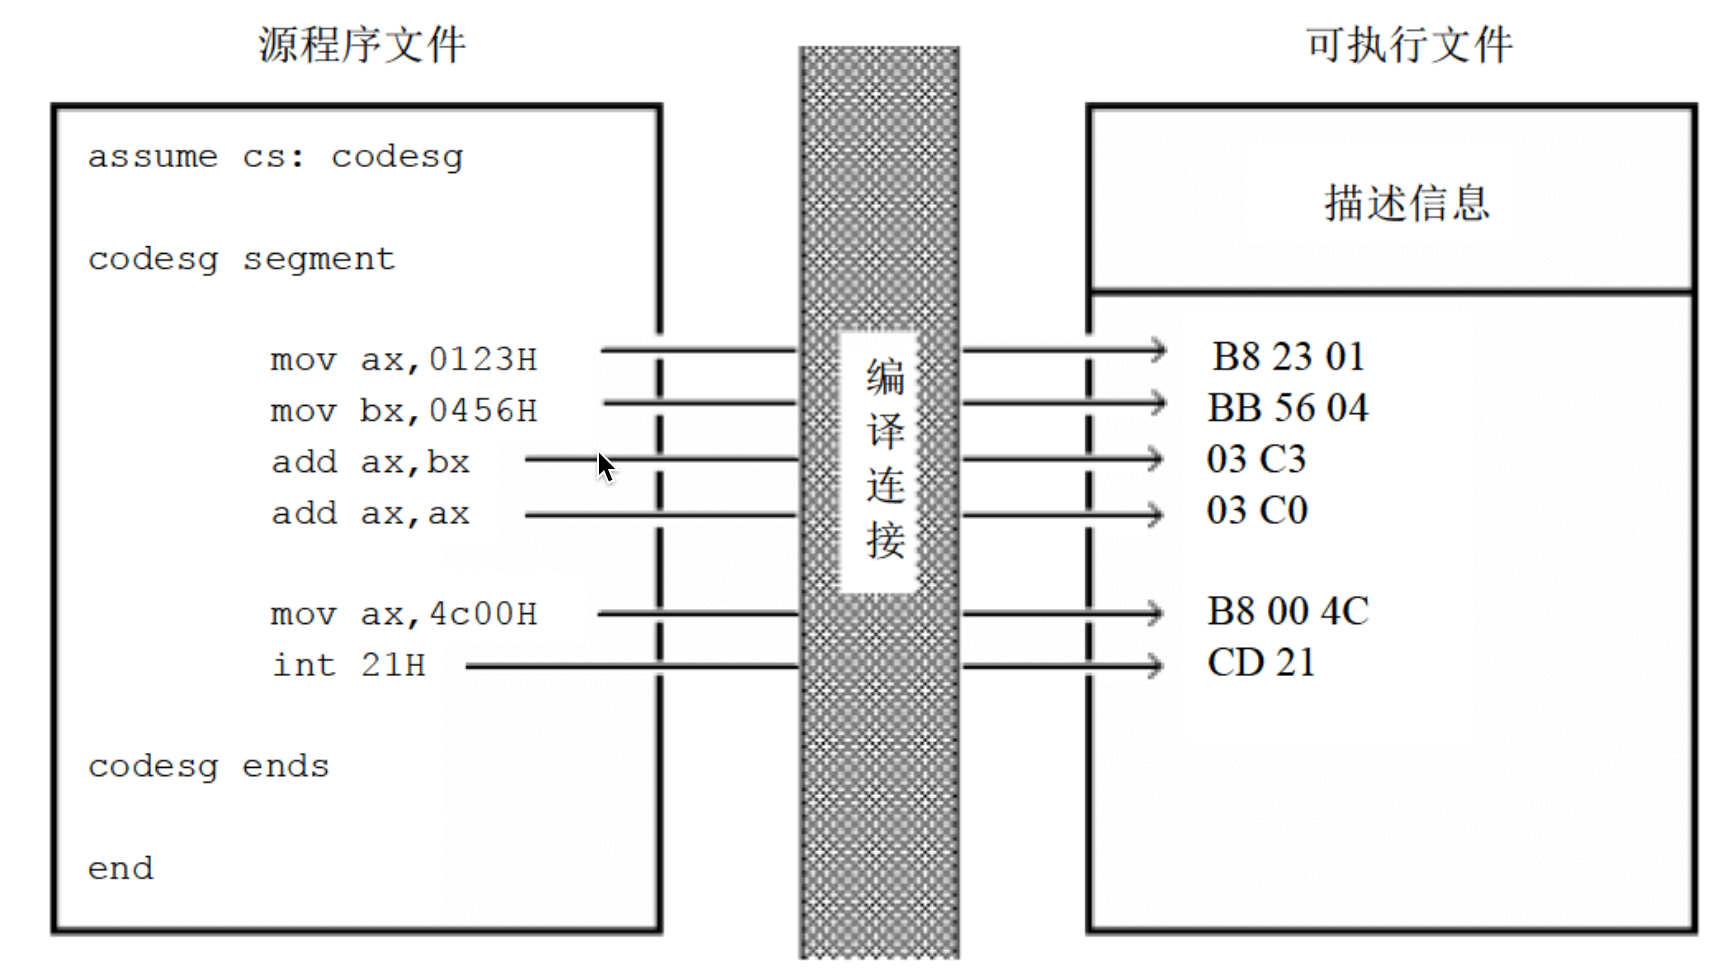 源程序文件
assume cs: codesg
codesg segment
mov ax,0123H
mov bx,0456H
add ax,bx
add ax,ax
mov ax,4c00H
int 21H
codesg ends
end
编译连接
可执行文件
描述信息
B8 23 01
BB 56 04
03 C3
03 C0
B8 00 4C
CD 21